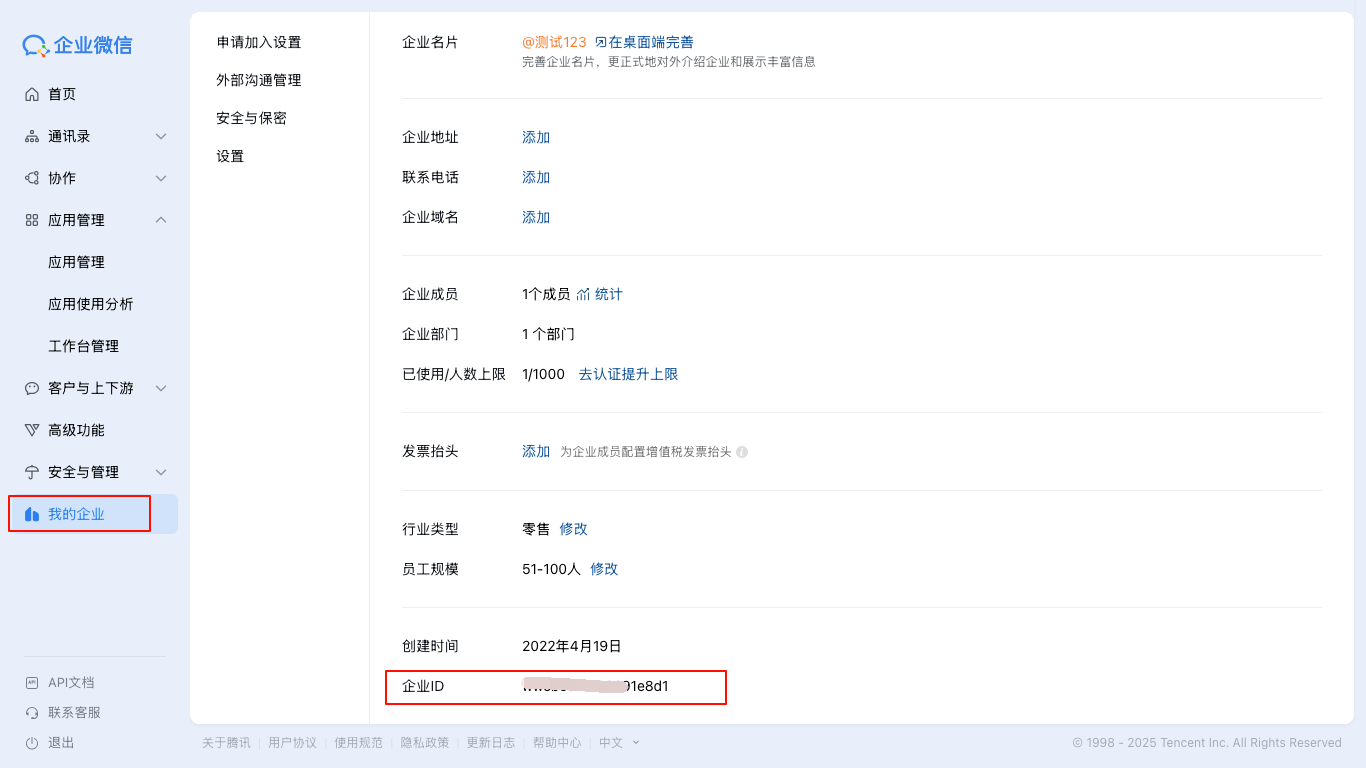 企业微信
首页
通讯录
协作
应用管理
应用管理
应用使用分析
工作台管理
客户与上下游
高级功能
安全与管理
我的企业
API文档
联系客服
退出
申请加入设置
外部沟通管理
安全与保密
设置
企业名片 @测试123 在桌面端完善
完善企业名片，更正式地对外介绍企业和展示丰富信息
企业地址 添加
联系电话 添加
企业域名 添加
企业成员 1个成员 统计
企业部门 1 个部门
已使用/人数上限 1/1000 去认证提升上限
发票抬头 添加 为企业成员配置增值税发票抬头
行业类型 零售 修改
员工规模 51-100人 修改
创建时间 2022年4月19日
企业ID 91e8d1
关于腾讯 | 用户协议 | 使用规范 | 隐私政策 | 更新日志 | 帮助中心 | 中文
© 1998 - 2025 Tencent Inc. All Rights Reserved